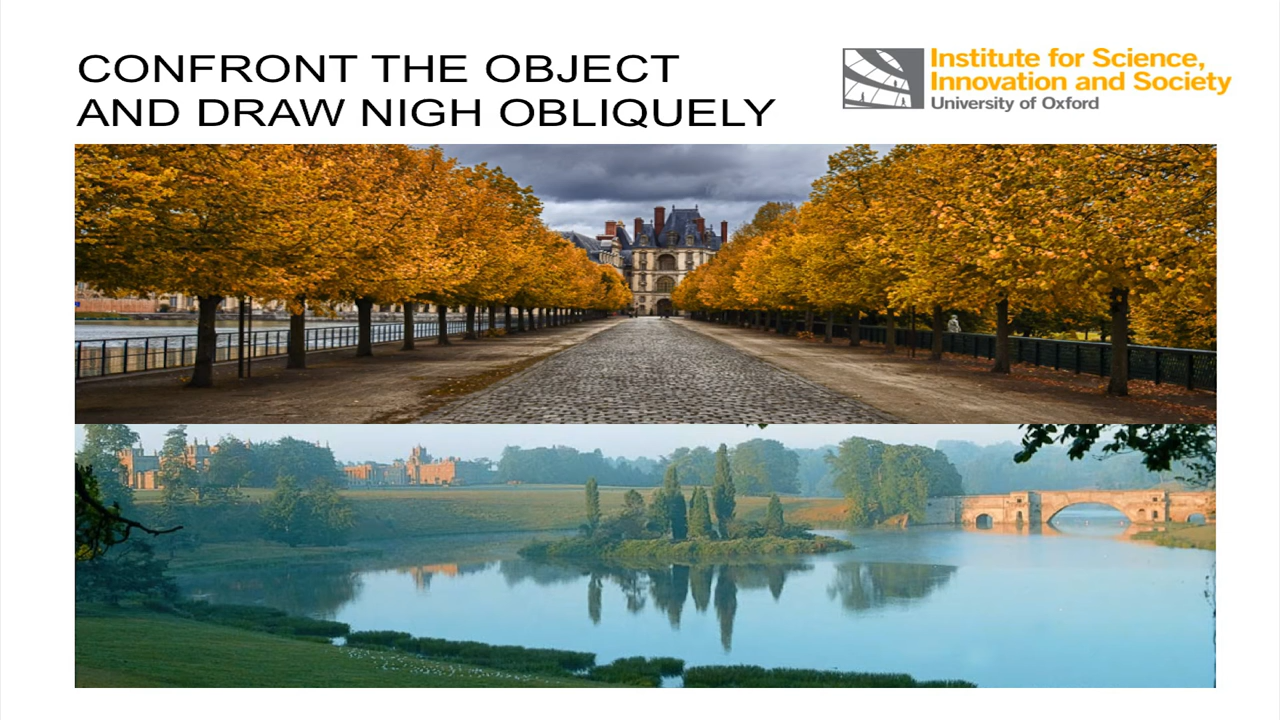 CONFRONT THE OBJECT
AND DRAW NIGH OBLIQUELY
Institute for Science,
Innovation and Society
University of Oxford